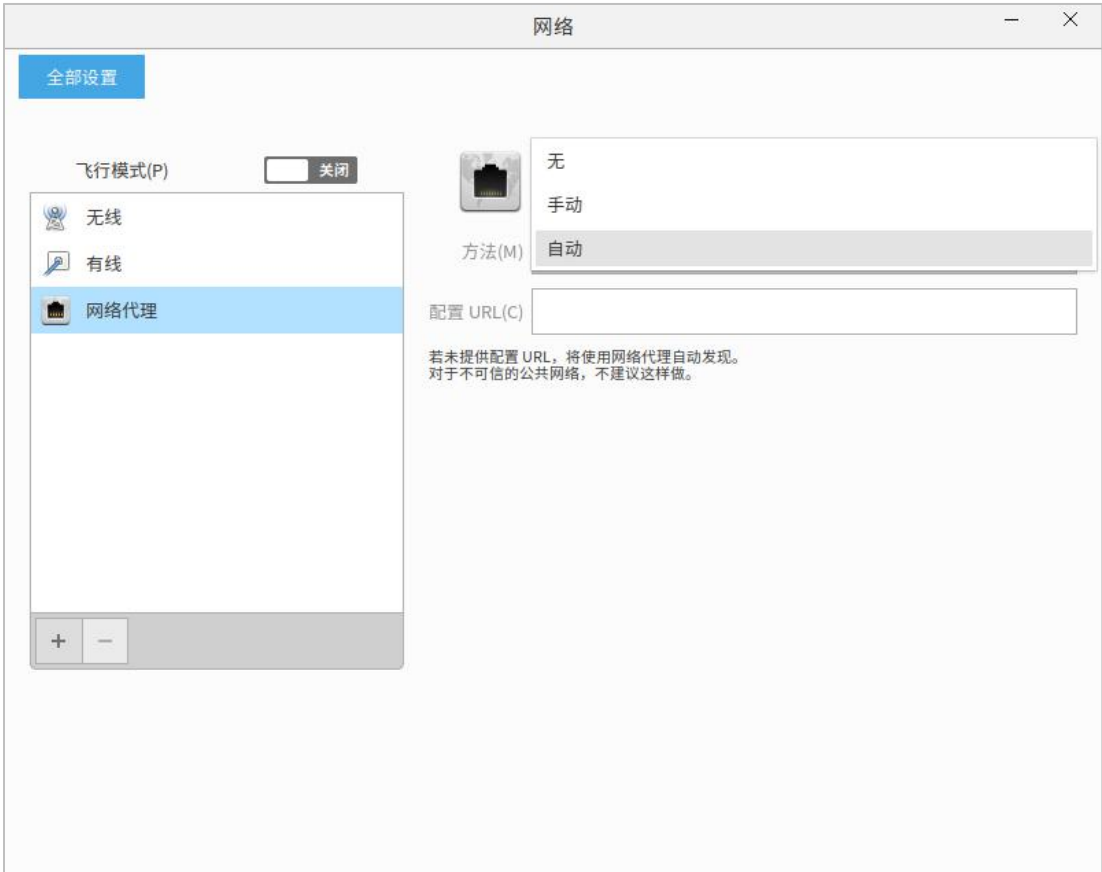 网络
全部设置
飞行模式(P)
关闭
无线
有线
网络代理
无
手动
自动
方法(M)
配置 URL(C)
若未提供配置 URL，将使用网络代理自动发现。
对于不可信的公共网络，不建议这样做。